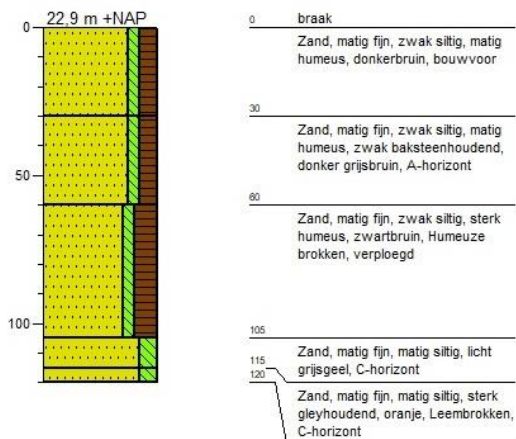 22,9 m +NAP
0
50
100
0 braak
Zand, matig fijn, zwak siltig, matig
humeus, donkerbruin, bouwvoor
30
Zand, matig fijn, zwak siltig, matig
humeus, zwak baksteenhoudend,
donker grijsbruin, A-horizont
60
Zand, matig fijn, zwak siltig, sterk
humeus, zwartbruin, Humeuze
brokken, verploegd
105
Zand, matig fijn, matig siltig, licht
grijsgeel, C-horizont
115
120
Zand, matig fijn, matig siltig, sterk
gleyhoudend, oranje, Leembrokken,
C-horizont